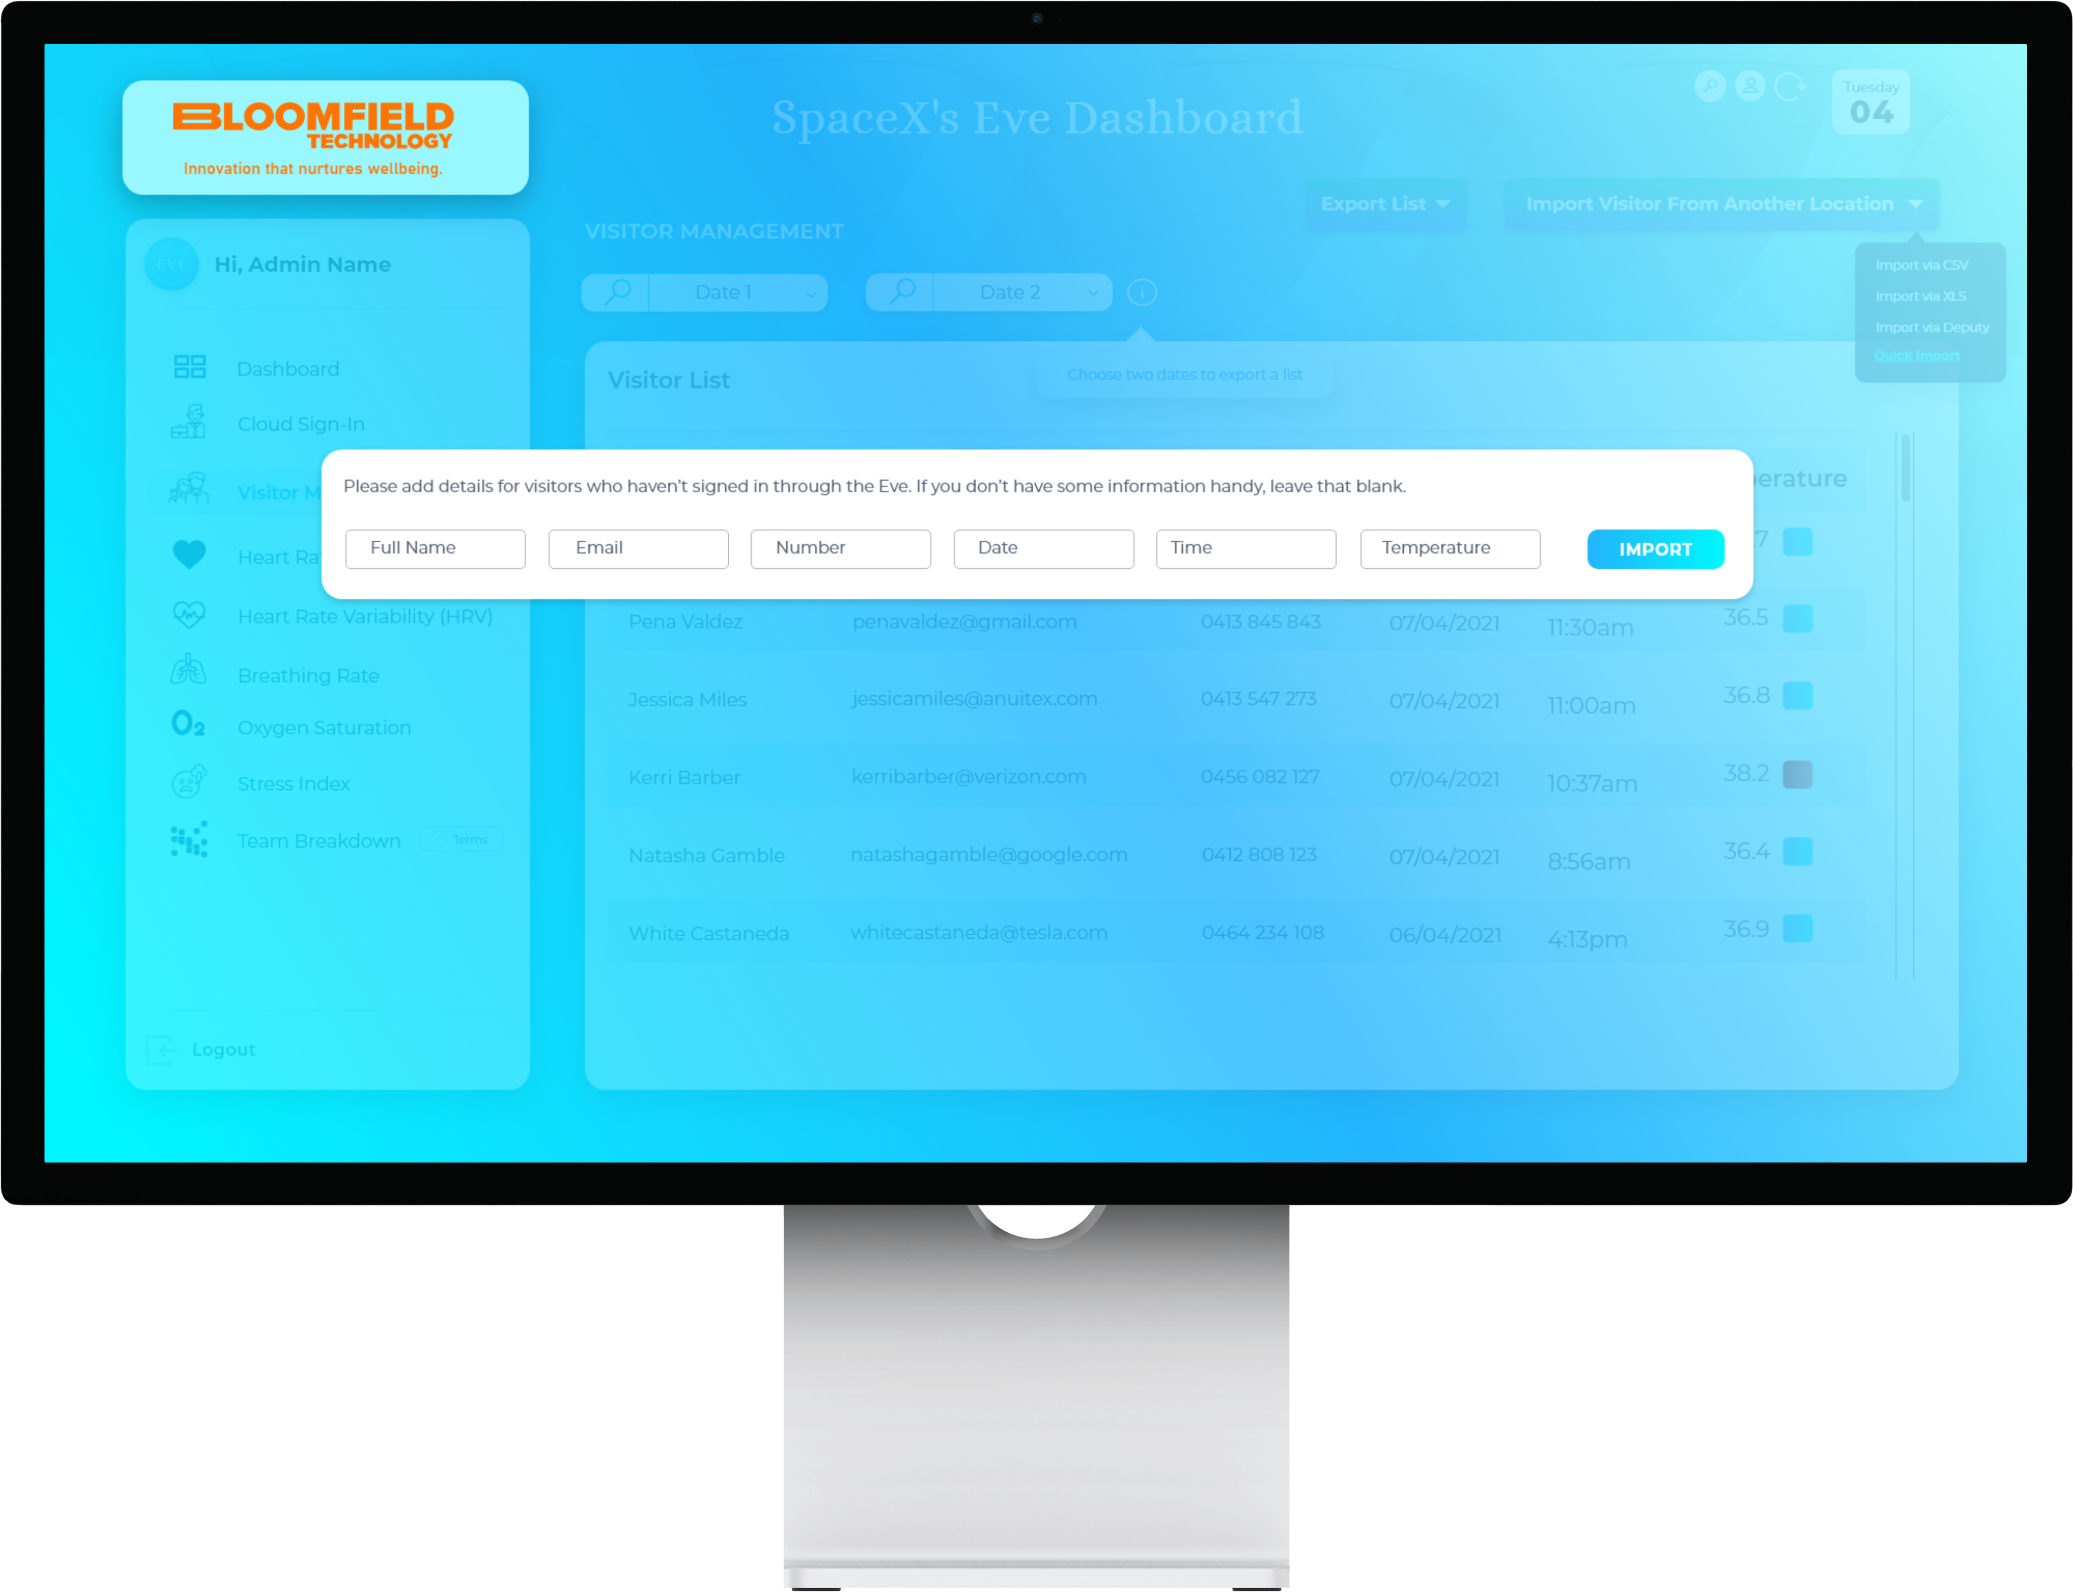 BLOOMFIELD
TECHNOLOGY
Innovation that nurtures wellbeing.
SpaceX's Eve Dashboard
Tuesday
04
Export List
Import Visitor From Another Location
Import via CSV
Import via XLS
Import via Deputy
Quick Import
EVE
Hi, Admin Name
Dashboard
Cloud Sign-In
Visitor M
Heart Ra
Heart Rate Variability (HRV)
Breathing Rate
O2 Oxygen Saturation
Stress Index
Team Breakdown Terms
Logout
VISITOR MANAGEMENT
Date 1 Date 2 i
Choose two dates to export a list
Visitor List
perature
Please add details for visitors who haven't signed in through the Eve. If you don't have some information handy, leave that blank.
Full Name Email Number Date Time Temperature IMPORT
.7
Pena Valdez penavaldez@gmail.com 0413 845 843 07/04/2021 11:30am 36.5
Jessica Miles jessicamiles@anuitex.com 0413 547 273 07/04/2021 11:00am 36.8
Kerri Barber kerribarber@verizon.com 0456 082 127 07/04/2021 10:37am 38.2
Natasha Gamble natashagamble@google.com 0412 808 123 07/04/2021 8:56am 36.4
White Castaneda whitecastaneda@tesla.com 0464 234 108 06/04/2021 4:13pm 36.9